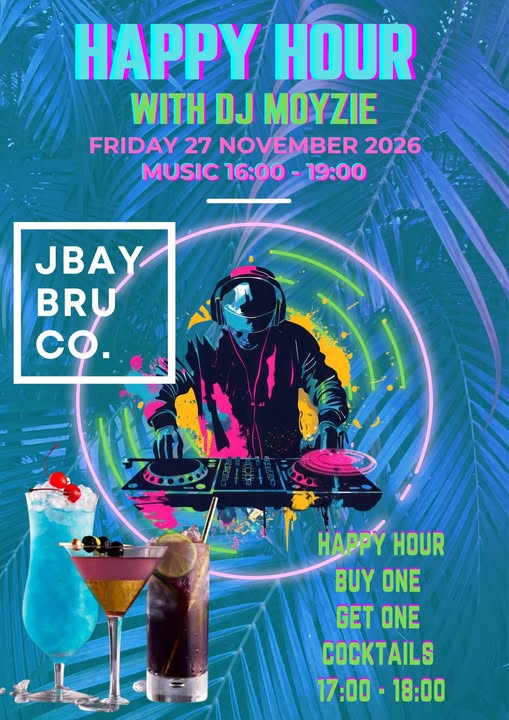 HAPPY HOUR
WITH DJ MOYZIE
FRIDAY 27 NOVEMBER 2026
MUSIC 16:00 - 19:00
JBAY
BRU
CO.
HAPPY HOUR
BUY ONE
GET ONE
COCKTAILS
17:00 - 18:00